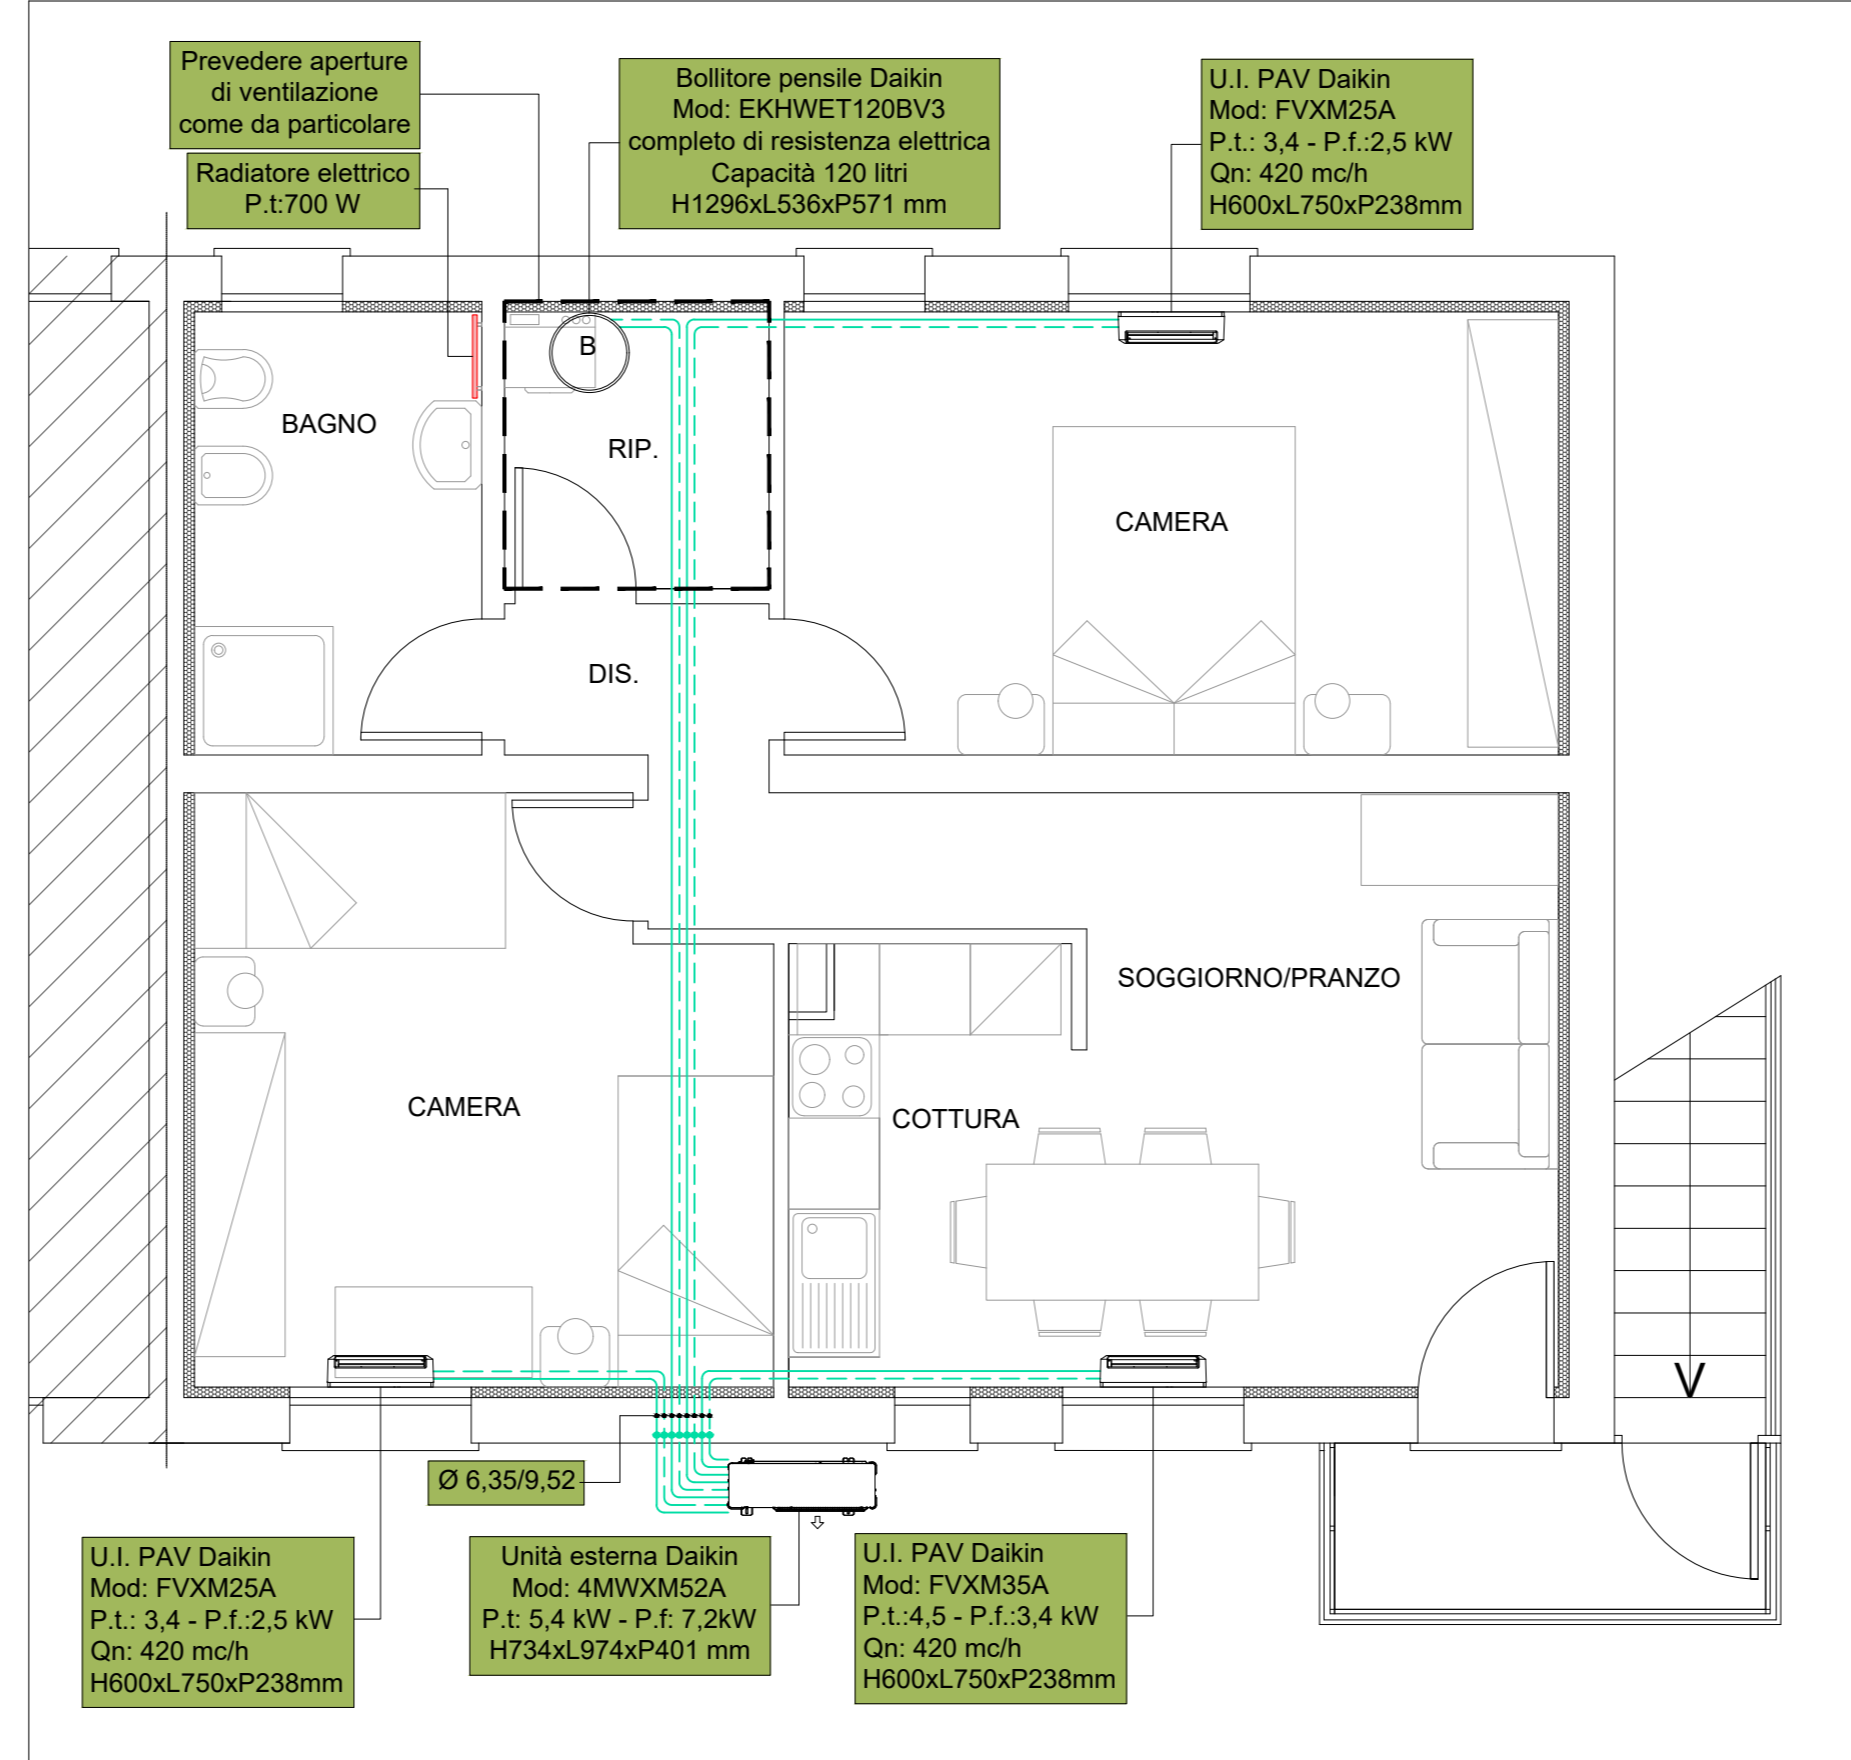 Prevedere aperture
di ventilazione
come da particolare
Radiatore elettrico
P.t:700 W
Bollitore pensile Daikin
Mod: EKHWET120BV3
completo di resistenza elettrica
Capacità 120 litri
H1296xL536xP571 mm
U.I. PAV Daikin
Mod: FVXM25A
P.t.: 3,4 - P.f.:2,5 kW
Qn: 420 mc/h
H600xL750xP238mm
B
BAGNO
RIP.
CAMERA
DIS.
SOGGIORNO/PRANZO
CAMERA
COTTURA
V
Ø 6,35/9,52
U.I. PAV Daikin
Mod: FVXM25A
P.t.: 3,4 - P.f.:2,5 kW
Qn: 420 mc/h
H600xL750xP238mm
Unità esterna Daikin
Mod: 4MWXM52A
P.t: 5,4 kW - P.f: 7,2kW
H734xL974xP401 mm
U.I. PAV Daikin
Mod: FVXM35A
P.t.:4,5 - P.f.:3,4 kW
Qn: 420 mc/h
H600xL750xP238mm